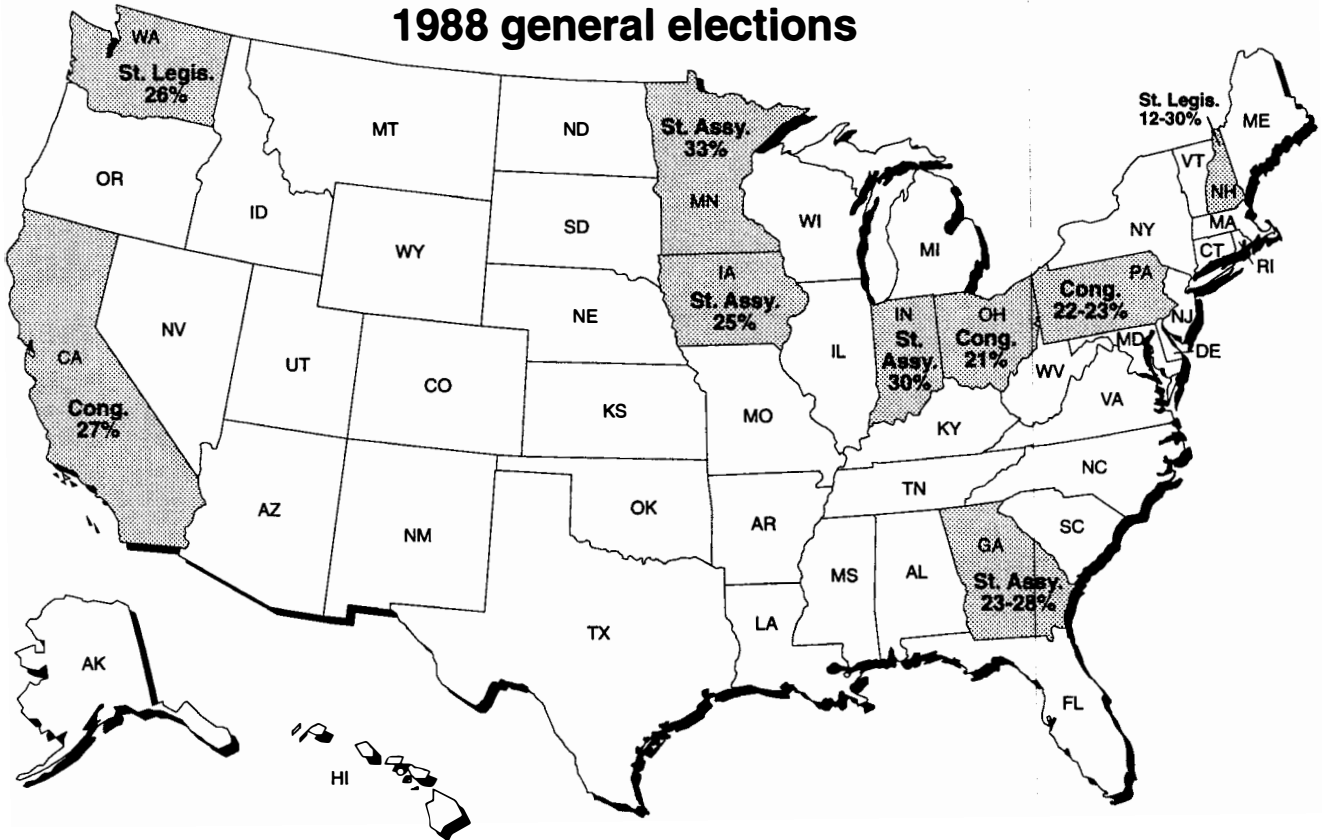 1988 general elections
WA
St. Legis.
26%
MT
ND
St. Assy.
33%
MN
St. Legis.
12-30%
ME
VT
NH
OR
ID
WY
SD
WI
MI
NY
MA
CT
RI
IA
St. Assy.
25%
PA
Cong.
22-23%
NJ
NE
NV
CA
Cong.
27%
UT
CO
IL
IN
St.
Assy.
30%
OH
Cong.
21%
MD
DE
WV
VA
KS
MO
KY
NC
TN
AZ
NM
OK
AR
SC
MS
AL
GA
St. Assy.
23-28%
LA
TX
AK
FL
HI